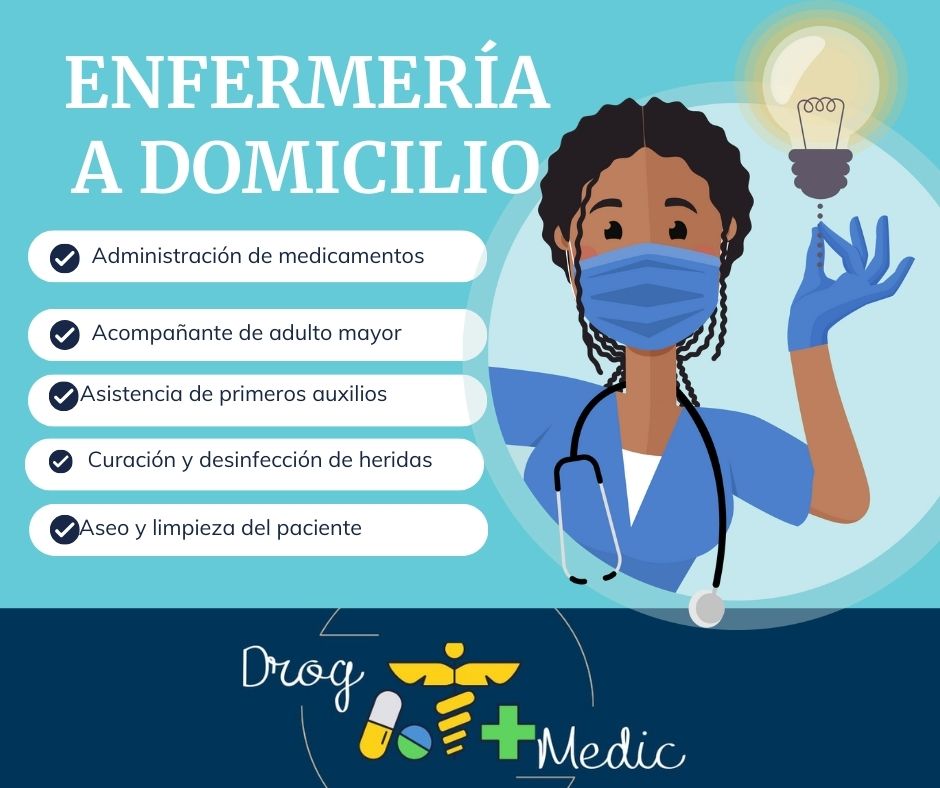 ENFERMERÍA
A DOMICILIO
Administración de medicamentos
Acompañante de adulto mayor
Asistencia de primeros auxilios
Curación y desinfección de heridas
Aseo y limpieza del paciente
Drog
Medic